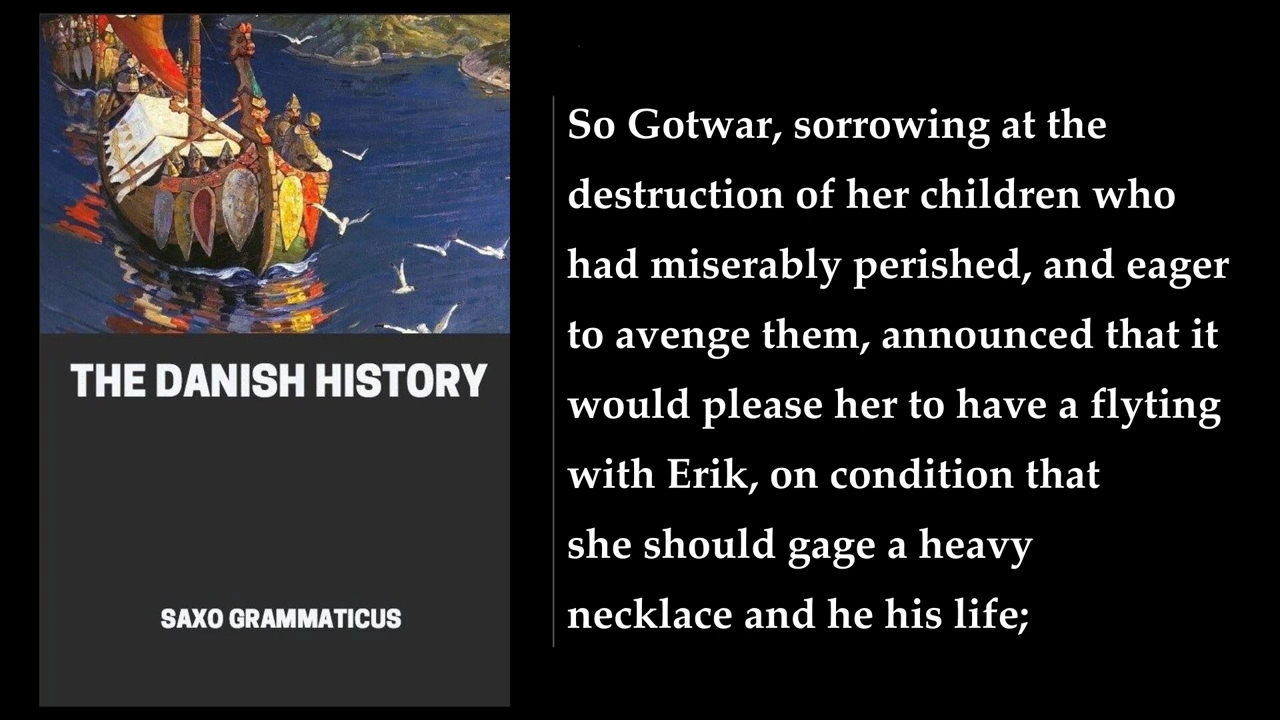 THE DANISH HISTORY
SAXO GRAMMATICUS
So Gotwar, sorrowing at the
destruction of her children who
had miserably perished, and eager
to avenge them, announced that it
would please her to have a flyting
with Erik, on condition that
she should gage a heavy
necklace and he his life;